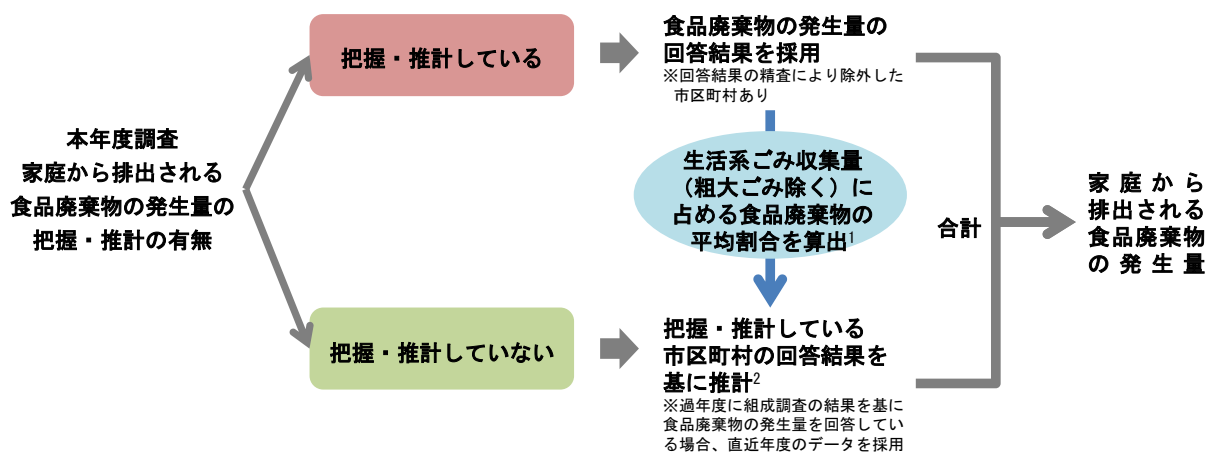 本年度調査
家庭から排出される
食品廃棄物の発生量の
把握・推計の有無
把握・推計している
食品廃棄物の発生量の
回答結果を採用
※回答結果の精査により除外した
市区町村あり
生活系ごみ収集量
（粗大ごみ除く）に
占める食品廃棄物の
平均割合を算出1
把握・推計していない
把握・推計している
市区町村の回答結果を
基に推計2
※過年度に組成調査の結果を基に
食品廃棄物の発生量を回答してい
る場合、直近年度のデータを採用
合計
家庭から
排出される
食品廃棄物
の発生量